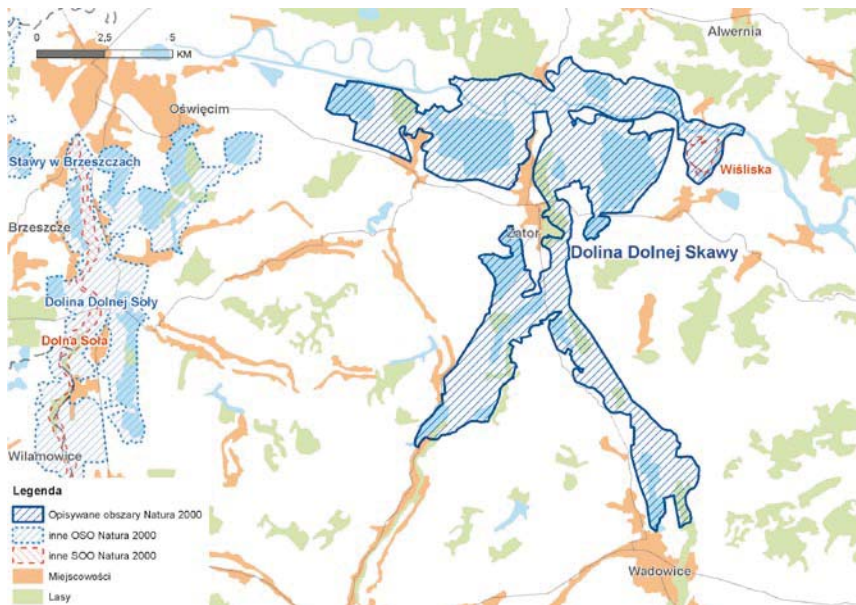 0 2,5 5
KM
Alwernia
Oświęcim
Stawy w Brzeszczach
Wiśliska
Brzeszcze
Zator
Dolina Dolnej Skawy
Dolina Dolnej Soły
Dolna Soła
Wilamowice
Legenda
Opisywane obszary Natura 2000
inne OSO Natura 2000
inne SOO Natura 2000
Miejscowości
Lasy
Wadowice